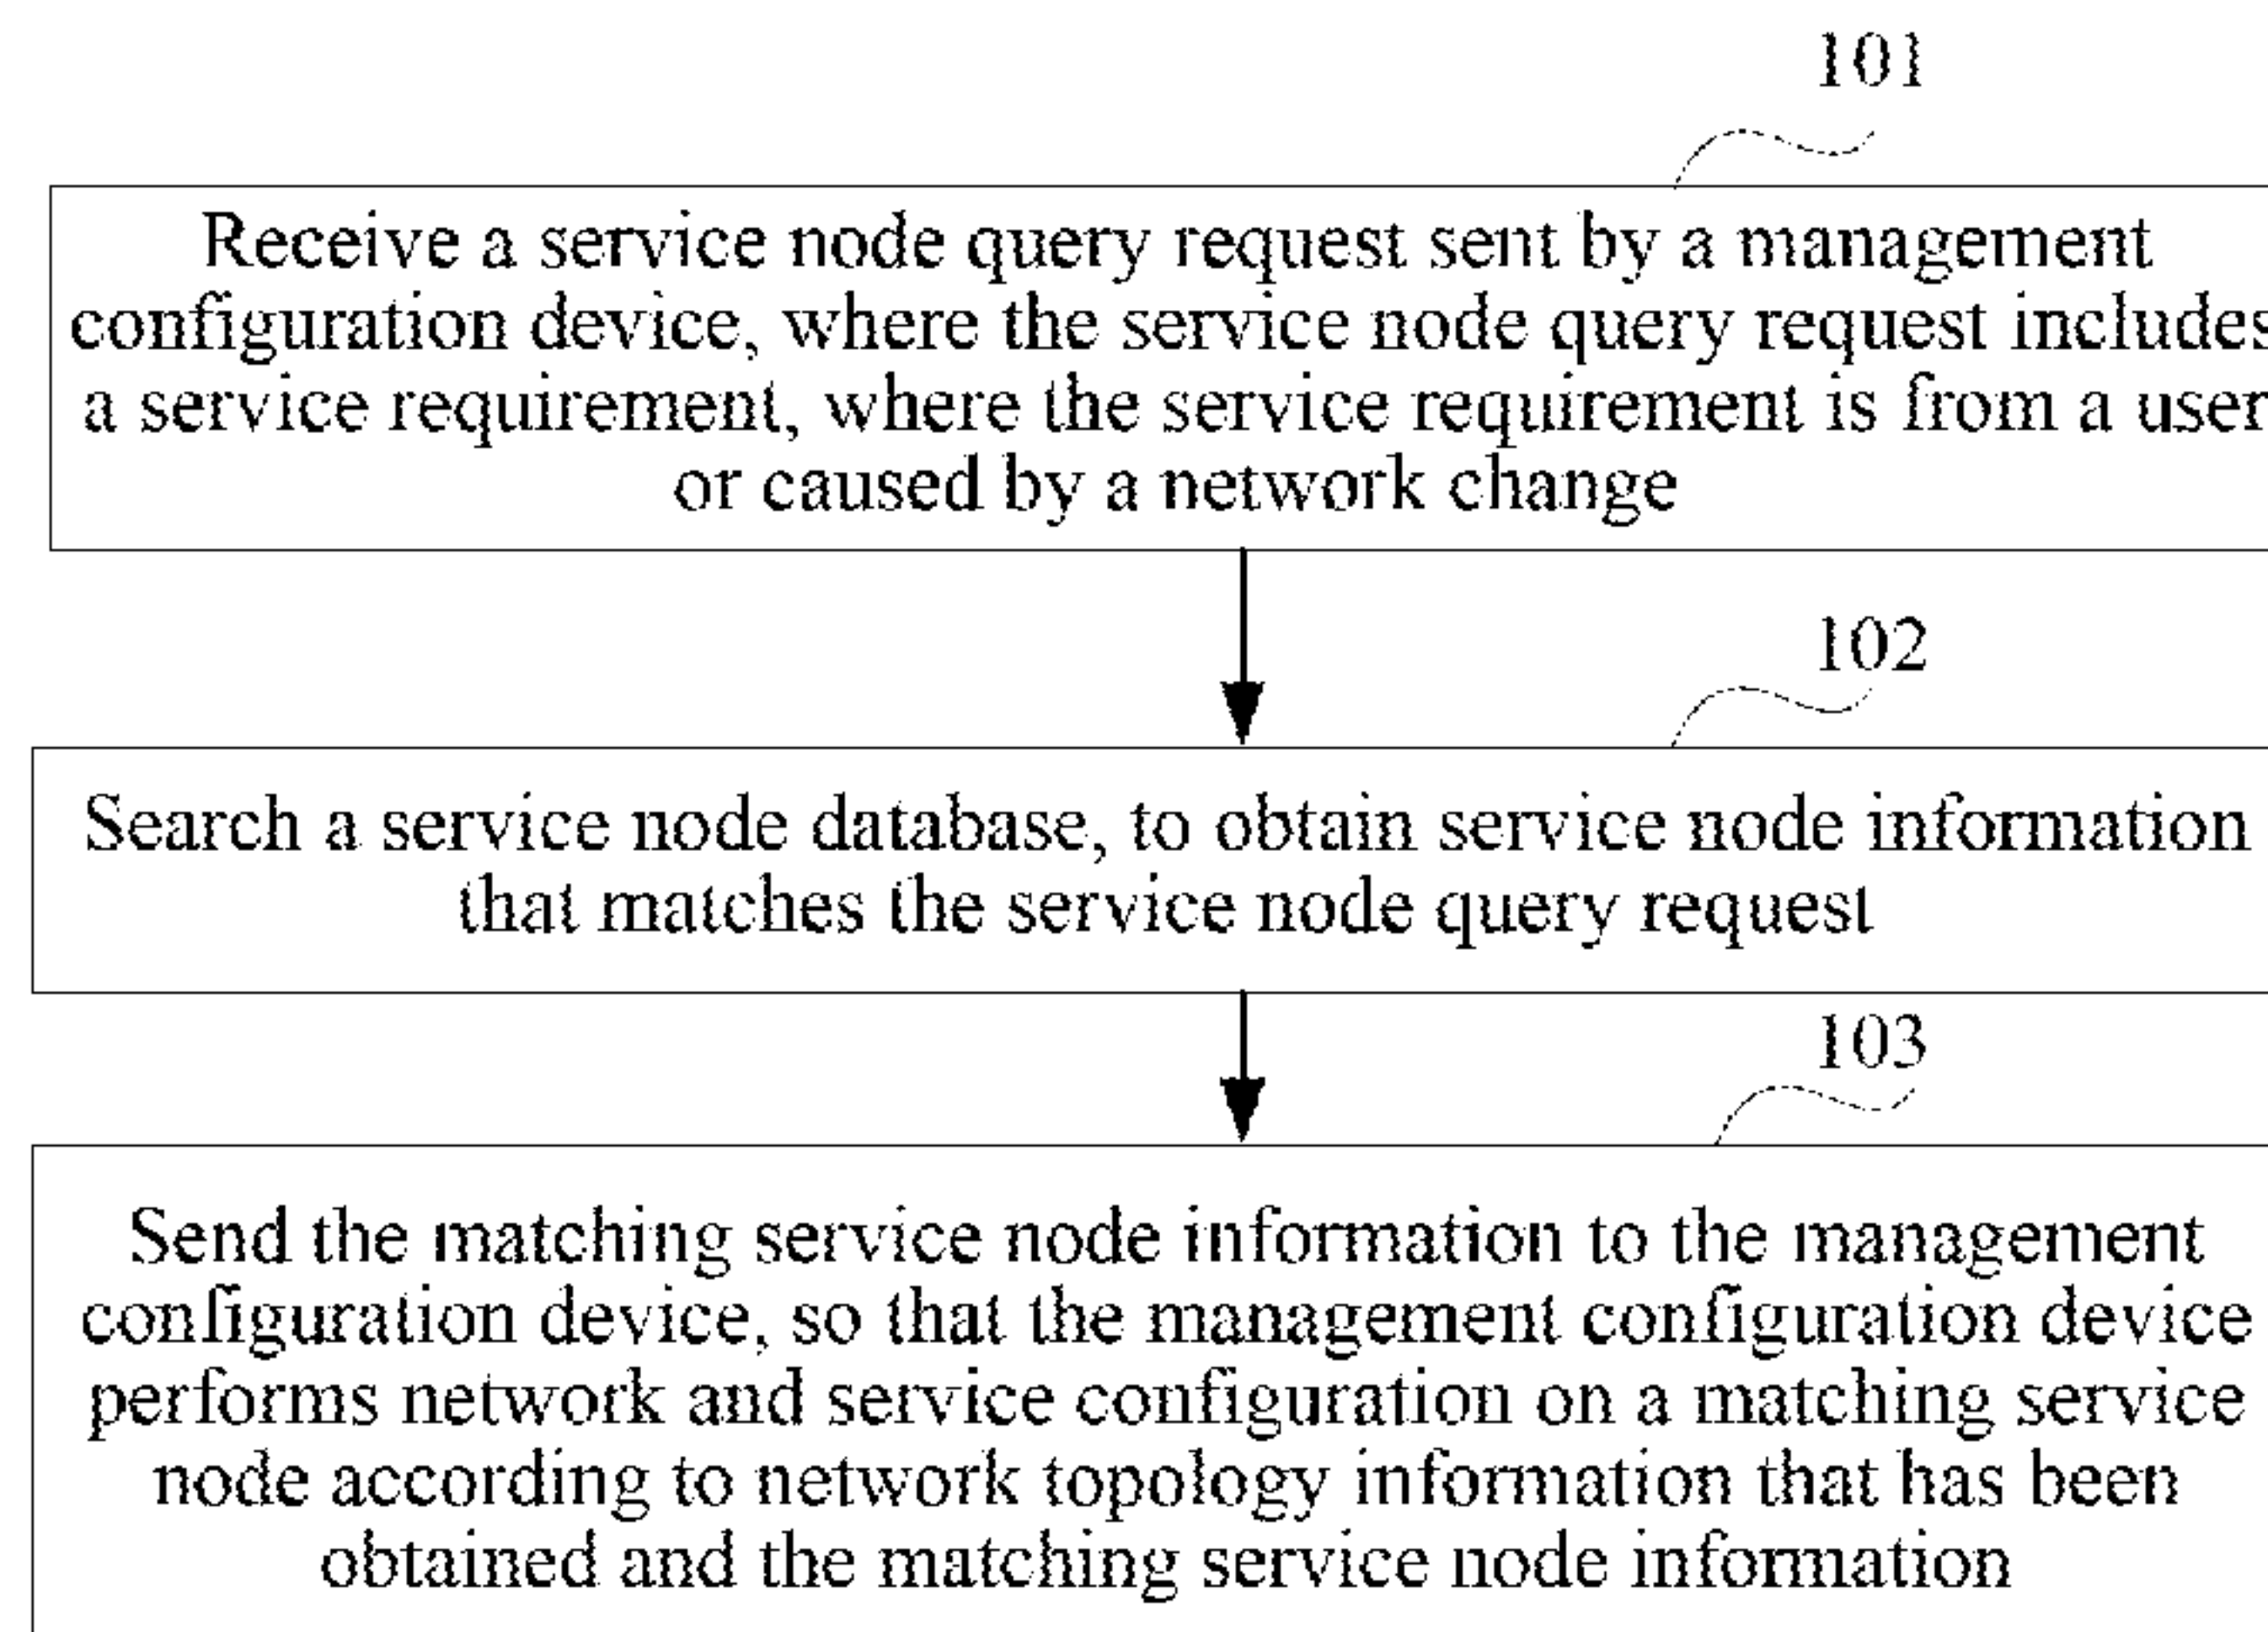 101
Receive a service node query request sent by a management
configuration device, where the service node query request includes
a service requirement, where the service requirement is from a user
or caused by a network change
102
Search a service node database, to obtain service node information
that matches the service node query request
103
Send the matching service node information to the management
configuration device, so that the management configuration device
performs network and service configuration on a matching service
node according to network topology information that has been
obtained and the matching service node information